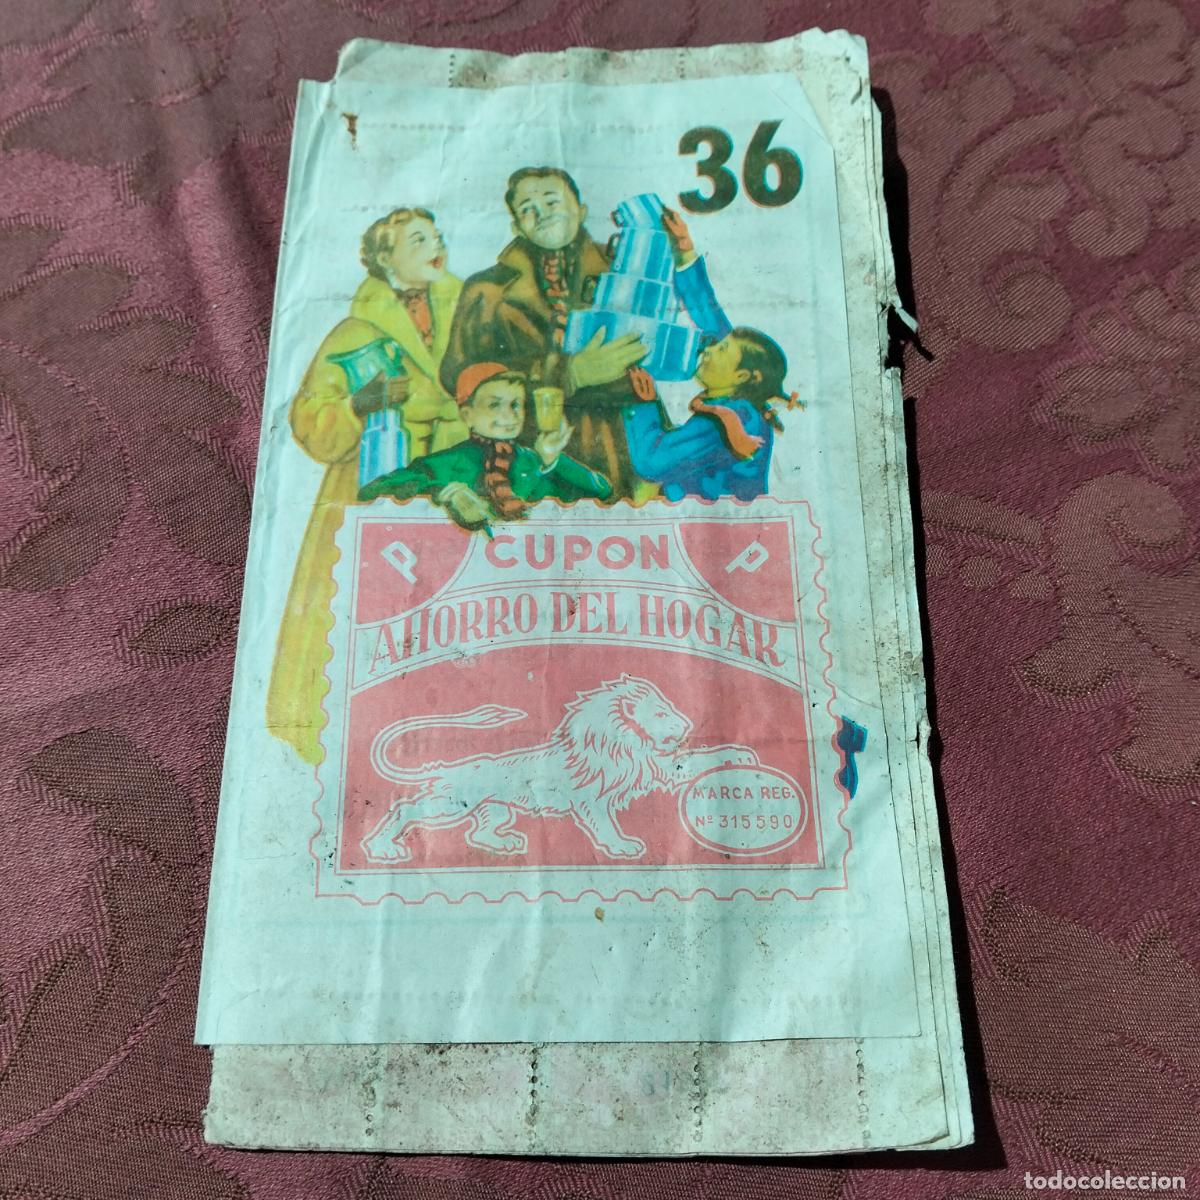 36
P CUPON P
AHORRO DEL HOGAR
MARCA REG.
Nº 315590
todocoleccion